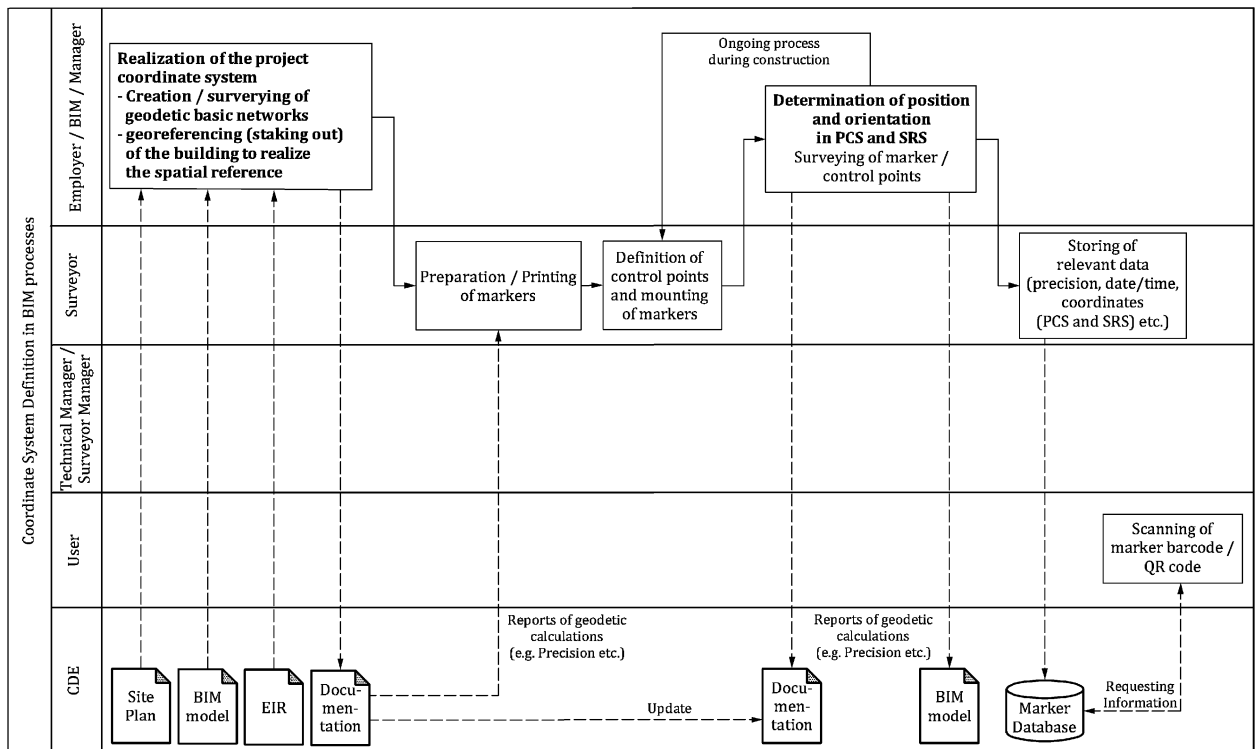 Coordinate System Definition in BIM processes
Employer / BIM / Manager
Realization of the project
coordinate system
- Creation / surverying of
geodetic basic networks
- georeferencing (staking out)
of the building to realize
the spatial reference
Ongoing process
during construction
Determination of position
and orientation
in PCS and SRS
Surveying of marker /
control points
Surveyor
Preparation / Printing
of markers
Definition of
control points
and mounting
of markers
Storing of
relevant data
(precision, date/time,
coordinates
(PCS and SRS) etc.)
Technical Manager /
Surveyor Manager
User
Scanning of
marker barcode /
QR code
CDE
Site
Plan
BIM
model
EIR
Docu-
men-
tation
Reports of geodetic
calculations
(e.g. Precision etc.)
Update
Docu-
men-
tation
Reports of geodetic
calculations
(e.g. Precision etc.)
BIM
model
Marker
Database
Requesting
Information